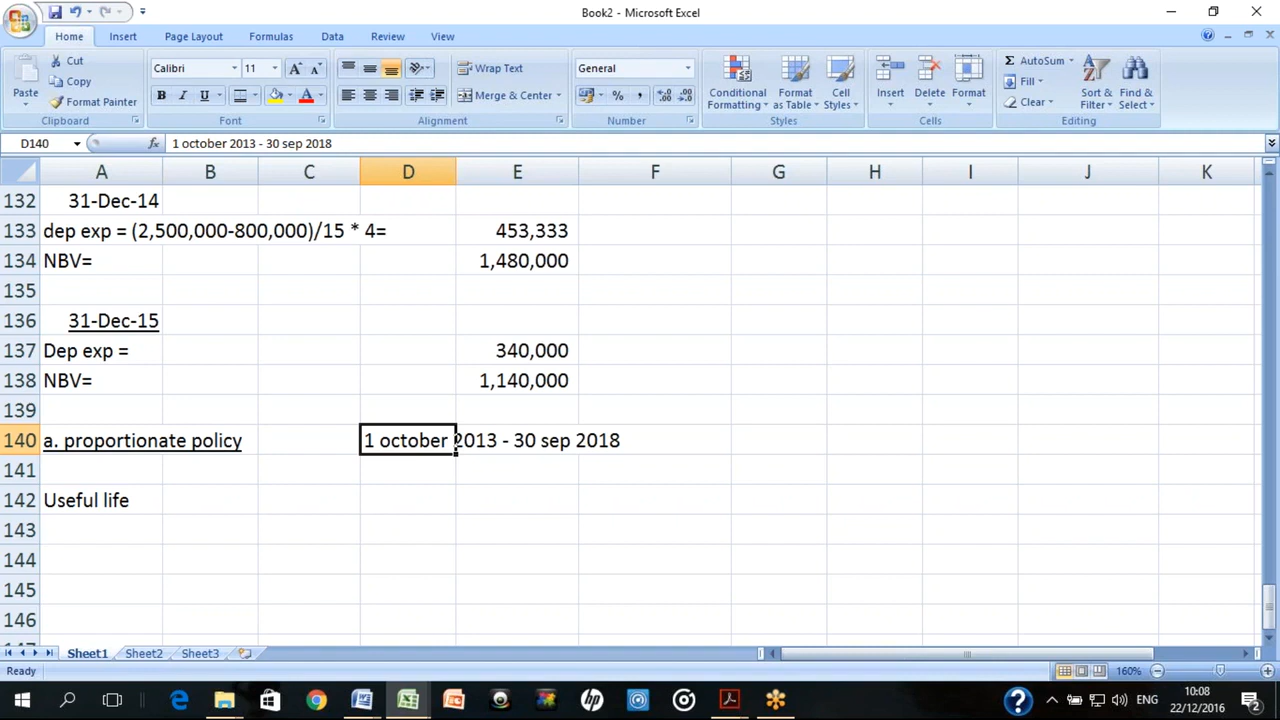 Book2 - Microsoft Excel
Home Insert Page Layout Formulas Data Review View
Paste Cut Calibri 11 Wrap Text General Conditional Formatting Format as Table Cell Styles Insert Delete Format AutoSum Sort & Filter Find & Select
Copy Fill
Format Painter B I U A Merge & Center % , Clear
Clipboard Font Alignment Number Styles Cells Editing
D140 fx 1 october 2013 - 30 sep 2018
A B C D E F G H I J K
132 31-Dec-14
133 dep exp = (2,500,000-800,000)/15 * 4= 453,333
134 NBV= 1,480,000
135
136 31-Dec-15
137 Dep exp = 340,000
138 NBV= 1,140,000
139
140 a. proportionate policy 1 october 2013 - 30 sep 2018
141
142 Useful life
143
144
145
146
Sheet1 Sheet2 Sheet3
Ready 160%
hp ENG 10:08
22/12/2016 2